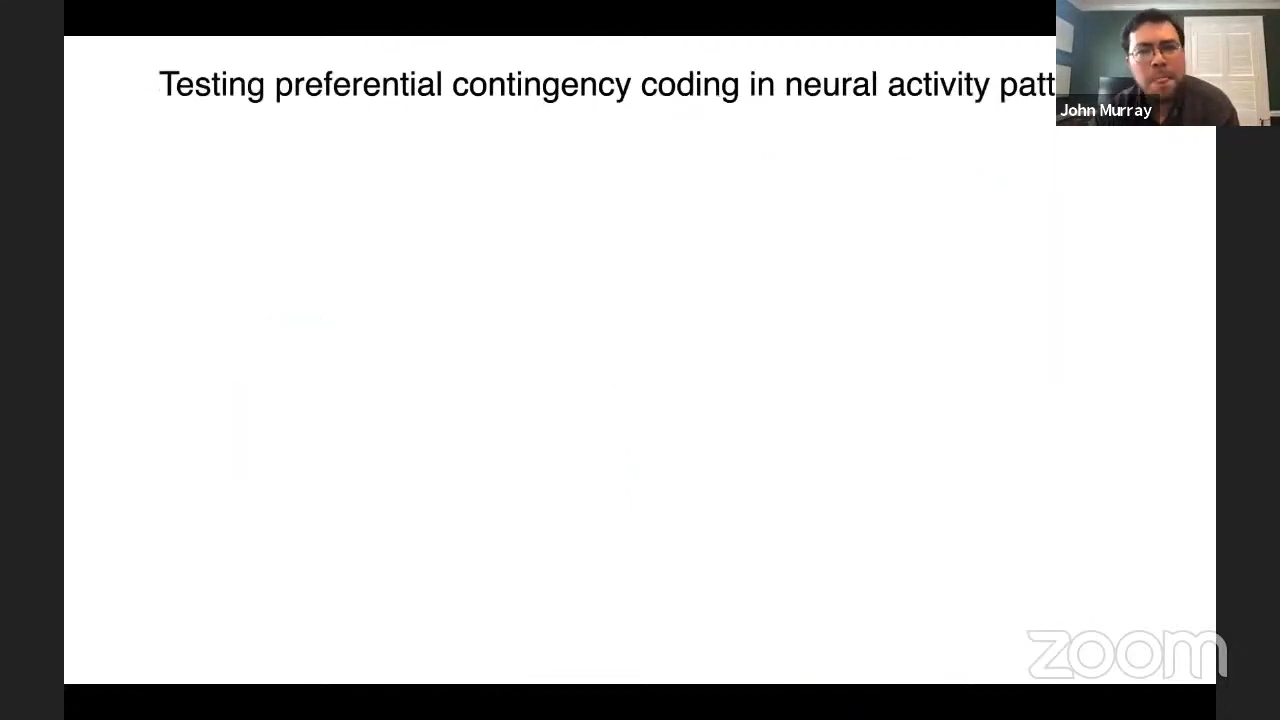 Testing preferential contingency coding in neural activity patt
John Murray
zoom